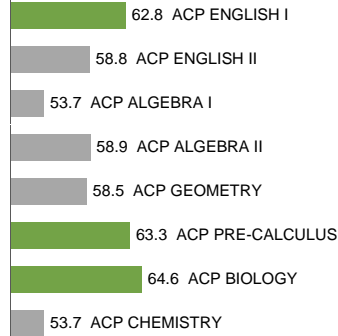 62.8 ACP ENGLISH I
58.8 ACP ENGLISH II
53.7 ACP ALGEBRA I
58.9 ACP ALGEBRA II
58.5 ACP GEOMETRY
63.3 ACP PRE-CALCULUS
64.6 ACP BIOLOGY
53.7 ACP CHEMISTRY